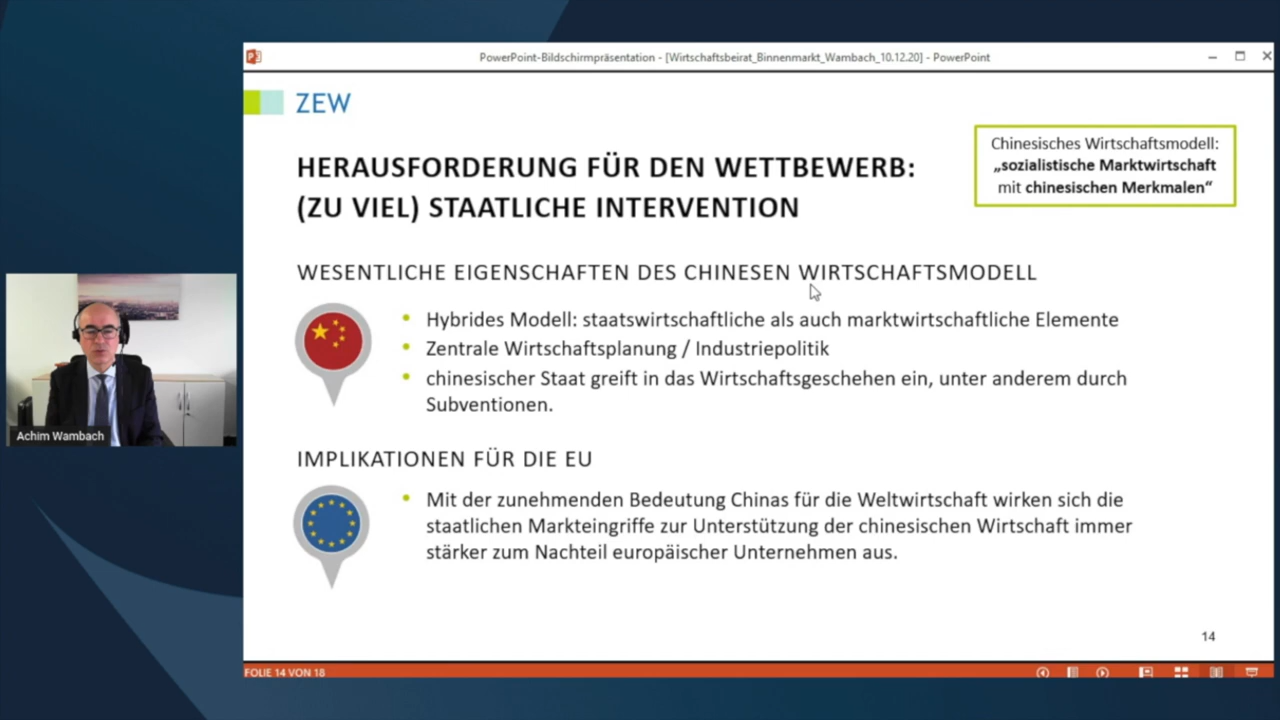 PowerPoint-Bildschirmpräsentation - [Wirtschaftsbeirat_Binnenmarkt_Wambach_10.12.20] - PowerPoint
ZEW
Chinesisches Wirtschaftsmodell:
„sozialistische Marktwirtschaft
mit chinesischen Merkmalen“
HERAUSFORDERUNG FÜR DEN WETTBEWERB:
(ZU VIEL) STAATLICHE INTERVENTION
WESENTLICHE EIGENSCHAFTEN DES CHINESEN WIRTSCHAFTSMODELL
• Hybrides Modell: staatswirtschaftliche als auch marktwirtschaftliche Elemente
• Zentrale Wirtschaftsplanung / Industriepolitik
• chinesischer Staat greift in das Wirtschaftsgeschehen ein, unter anderem durch
Subventionen.
Achim Wambach
IMPLIKATIONEN FÜR DIE EU
• Mit der zunehmenden Bedeutung Chinas für die Weltwirtschaft wirken sich die
staatlichen Markteingriffe zur Unterstützung der chinesischen Wirtschaft immer
stärker zum Nachteil europäischer Unternehmen aus.
14
FOLIE 14 VON 18